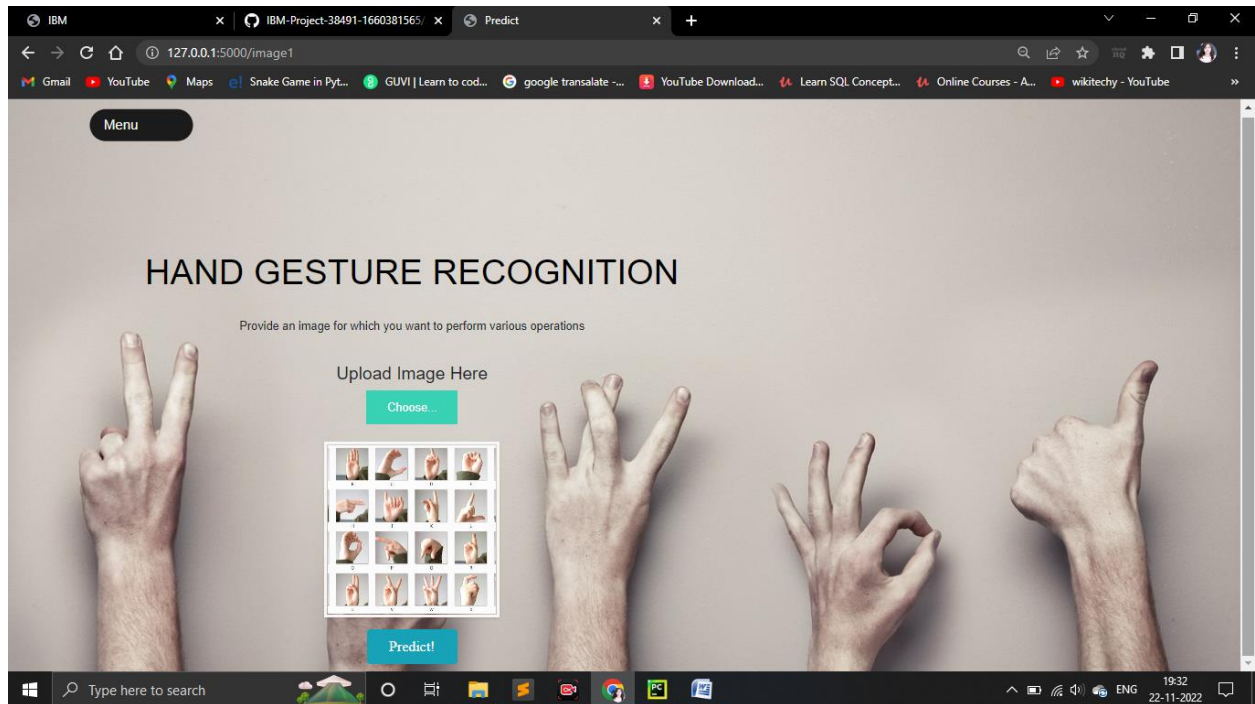 IBM
IBM-Project-38491-1660381565/
Predict
127.0.0.1:5000/image1
Gmail
YouTube
Maps
Snake Game in Pyt...
GUVI | Learn to cod...
google transalate -...
YouTube Download...
Learn SQL Concept...
Online Courses - A...
wikitechy - YouTube
»
Menu
HAND GESTURE RECOGNITION
Provide an image for which you want to perform various operations
Upload Image Here
Choose...
Predict!
Type here to search
PC
ENG
19:32
22-11-2022